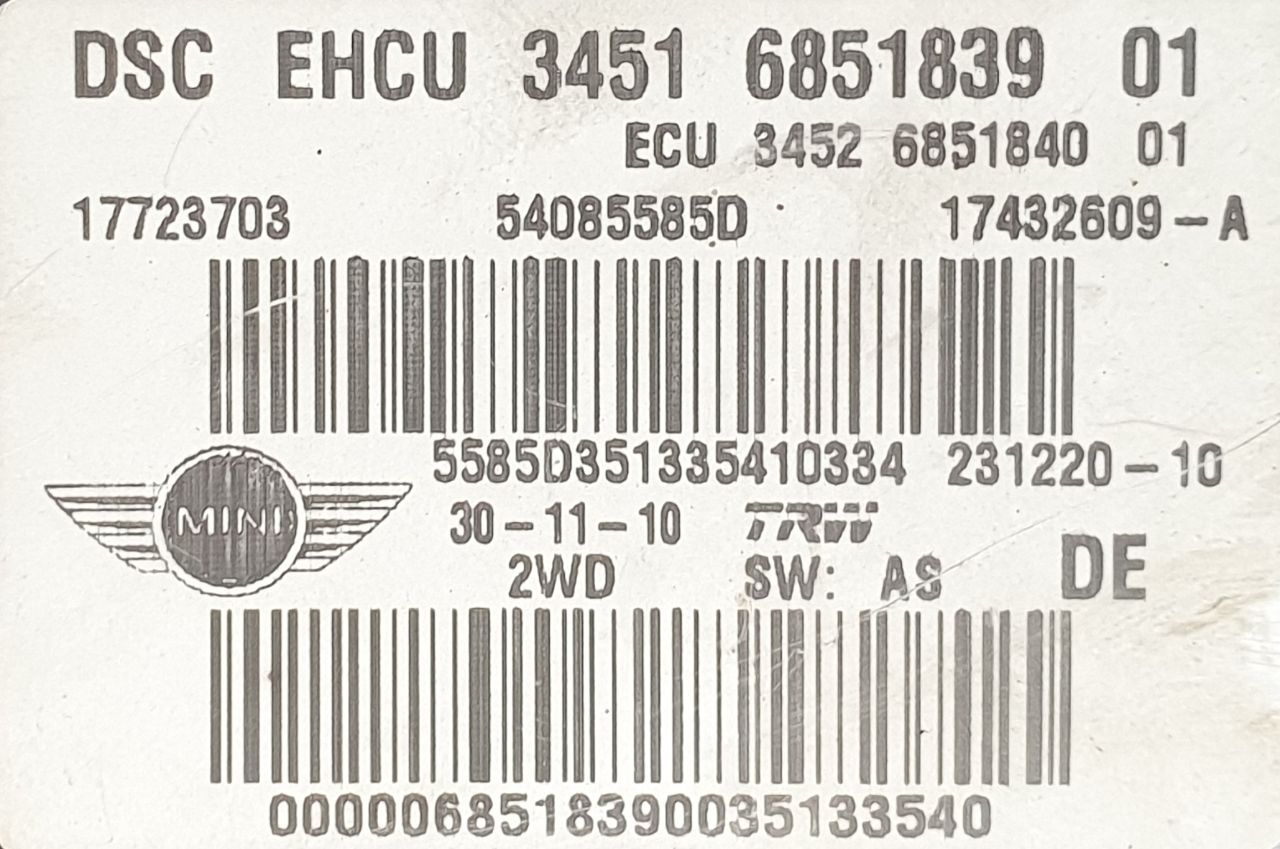 DSC EHCU 3451 6851839 01
ECU 3452 6851840 01
17723703 54085585D 17432609-A
5585D351335410334 231220-10
MINI
30-11-10 TRW
2WD SW: AS DE
0000068518390035133540